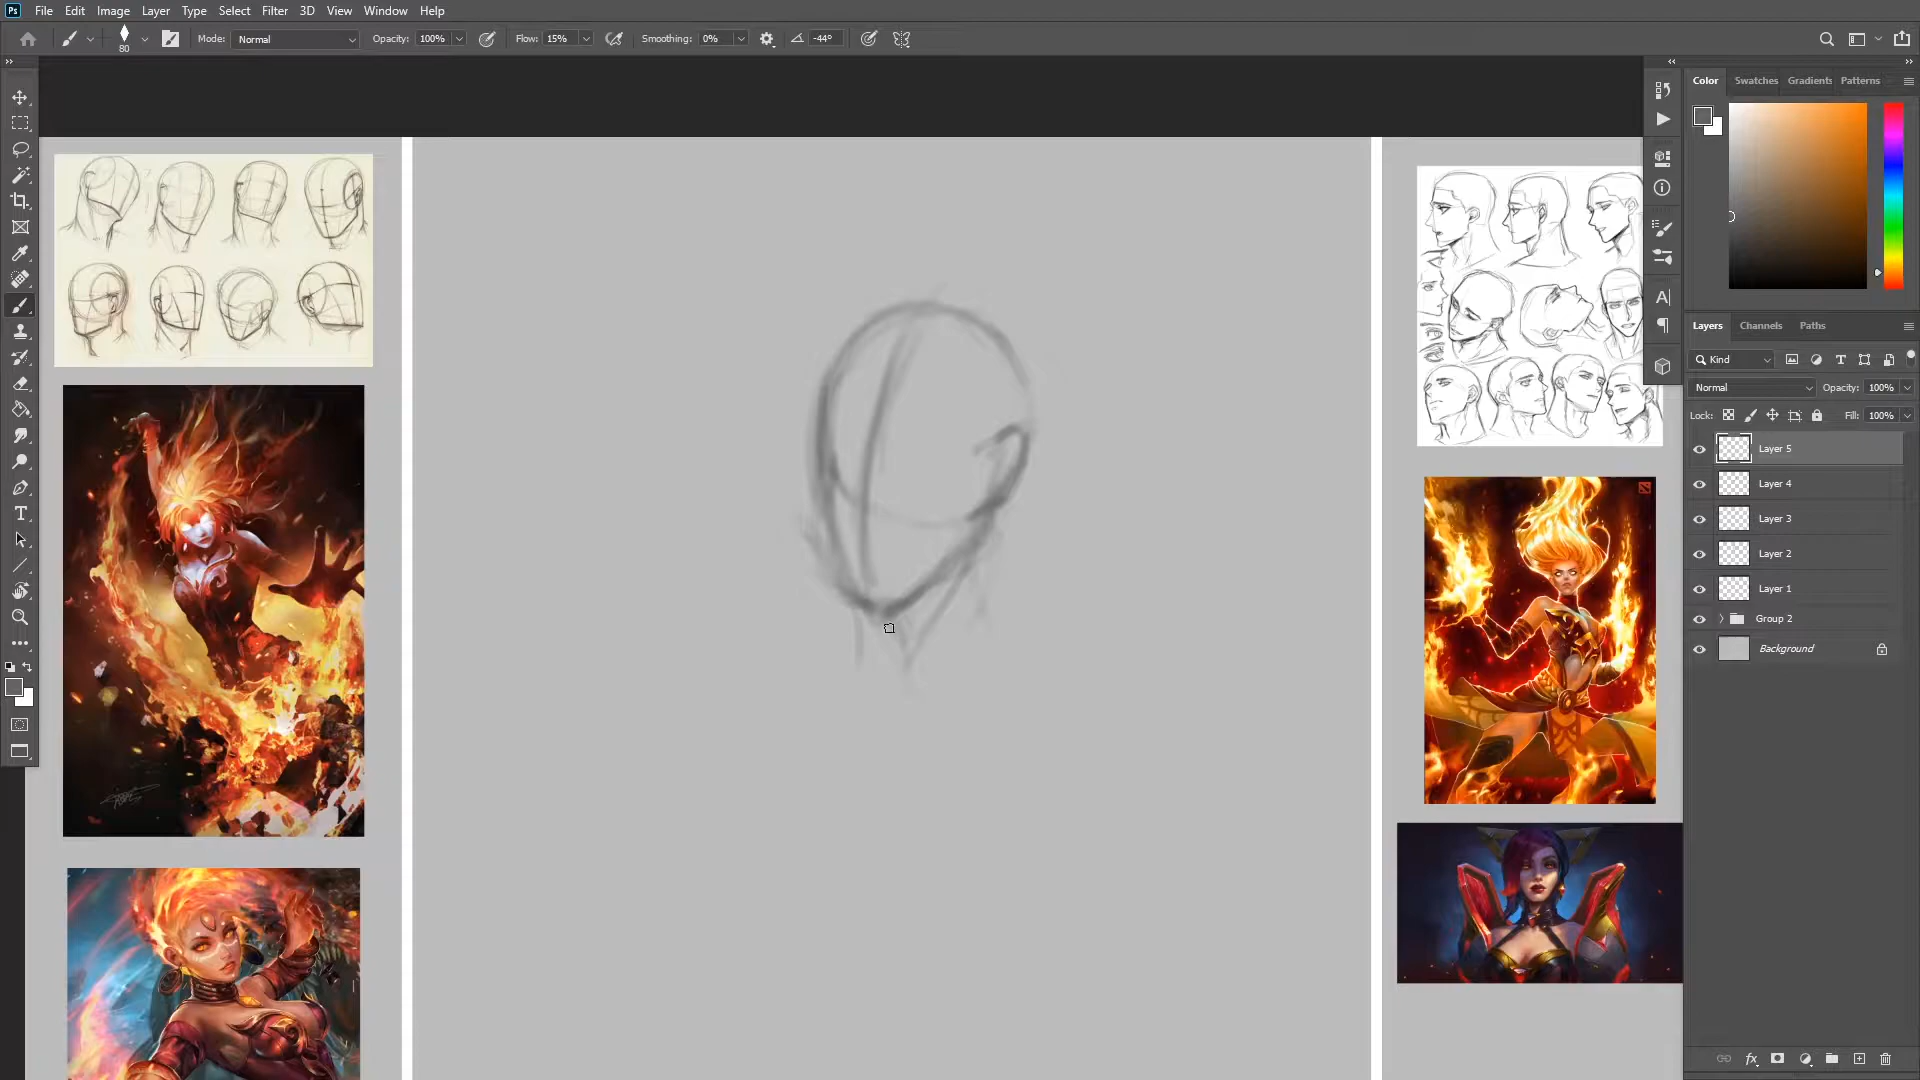 Ps File Edit Image Layer Type Select Filter 3D View Window Help
80 Mode: Normal Opacity: 100% Flow: 15% Smoothing: 0% -44°
Color Swatches Gradients Patterns
Layers Channels Paths
Kind
Normal Opacity: 100%
Lock: Fill: 100%
Layer 5
Layer 4
Layer 3
Layer 2
Layer 1
Group 2
Background
fx